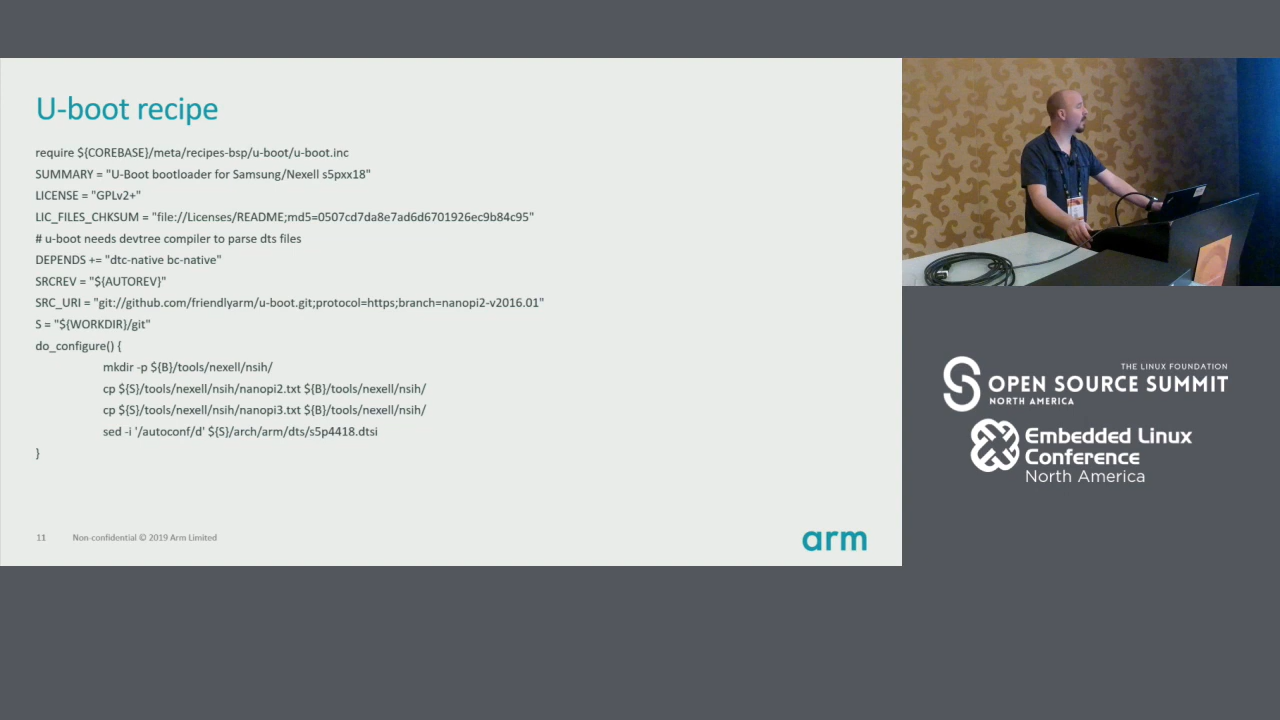 U-boot recipe
require ${COREBASE}/meta/recipes-bsp/u-boot/u-boot.inc
SUMMARY = "U-Boot bootloader for Samsung/Nexell s5pxx18"
LICENSE = "GPLv2+"
LIC_FILES_CHKSUM = "file://Licenses/README;md5=0507cd7da8e7ad6d6701926ec9b84c95"
# u-boot needs devtree compiler to parse dts files
DEPENDS += "dtc-native bc-native"
SRCREV = "${AUTOREV}"
SRC_URI = "git://github.com/friendlyarm/u-boot.git;protocol=https;branch=nanopi2-v2016.01"
S = "${WORKDIR}/git"
do_configure() {
mkdir -p ${B}/tools/nexell/nsih/
cp ${S}/tools/nexell/nsih/nanopi2.txt ${B}/tools/nexell/nsih/
cp ${S}/tools/nexell/nsih/nanopi3.txt ${B}/tools/nexell/nsih/
sed -i '/autoconf/d' ${S}/arch/arm/dts/s5p4418.dtsi
}
11 Non-confidential © 2019 Arm Limited
arm
THE LINUX FOUNDATION
OPEN SOURCE SUMMIT
NORTH AMERICA
Embedded Linux
Conference
North America